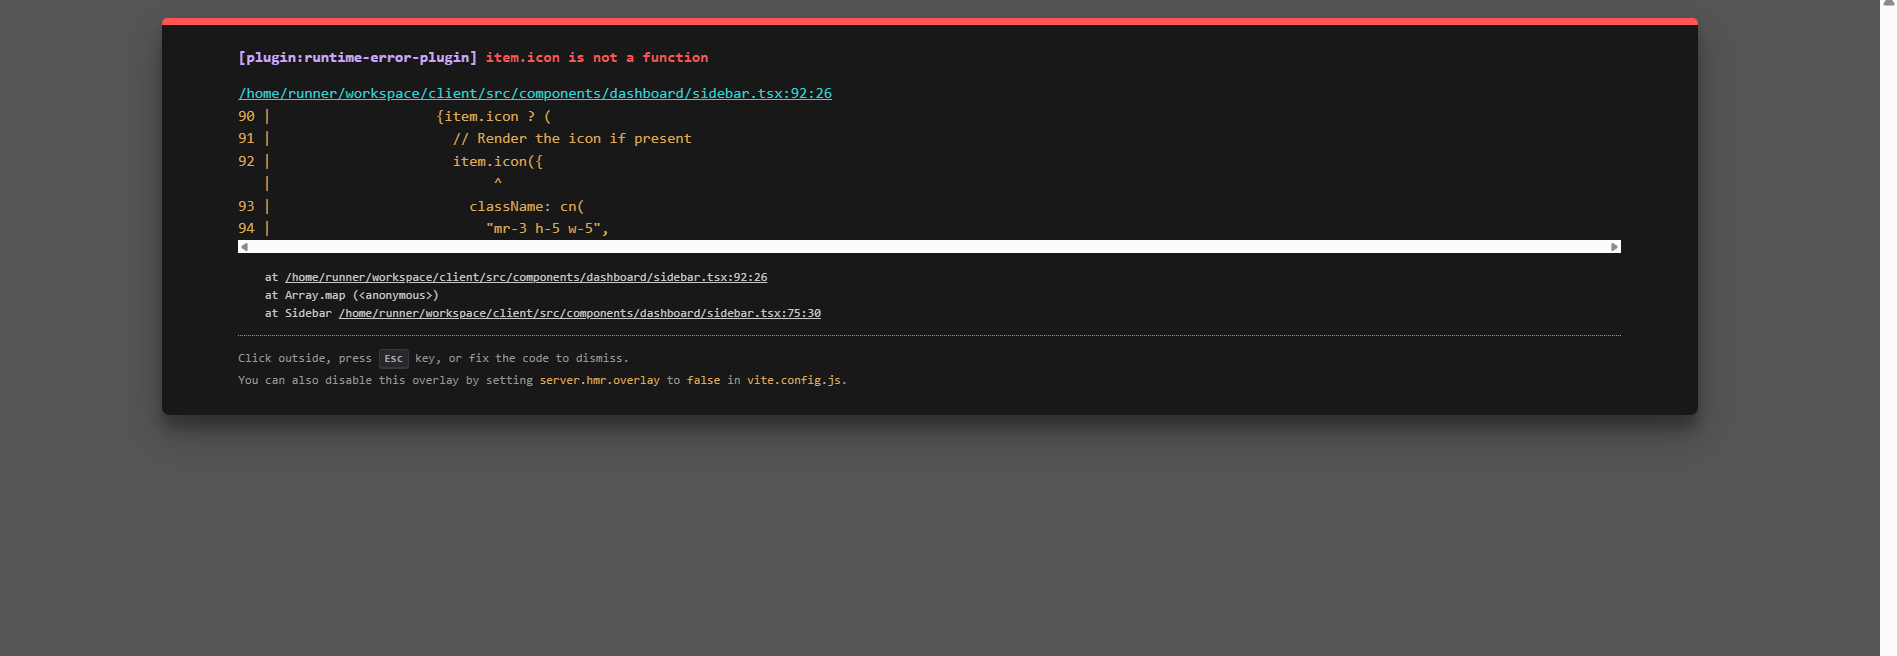 [plugin:runtime-error-plugin] item.icon is not a function
/home/runner/workspace/client/src/components/dashboard/sidebar.tsx:92:26
90 |                    {item.icon ? (
91 |                      // Render the icon if present
92 |                      item.icon({
   |                           ^
93 |                        className: cn(
94 |                          "mr-3 h-5 w-5",
at /home/runner/workspace/client/src/components/dashboard/sidebar.tsx:92:26
at Array.map (<anonymous>)
at Sidebar /home/runner/workspace/client/src/components/dashboard/sidebar.tsx:75:30
Click outside, press Esc key, or fix the code to dismiss.
You can also disable this overlay by setting server.hmr.overlay to false in vite.config.js.